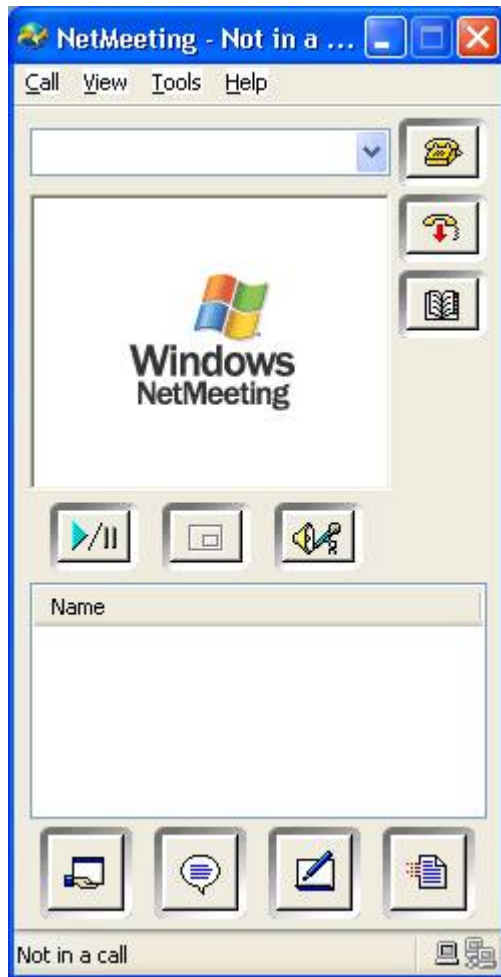 NetMeeting - Not in a ...
Call View Tools Help
Windows
NetMeeting
Name
Not in a call